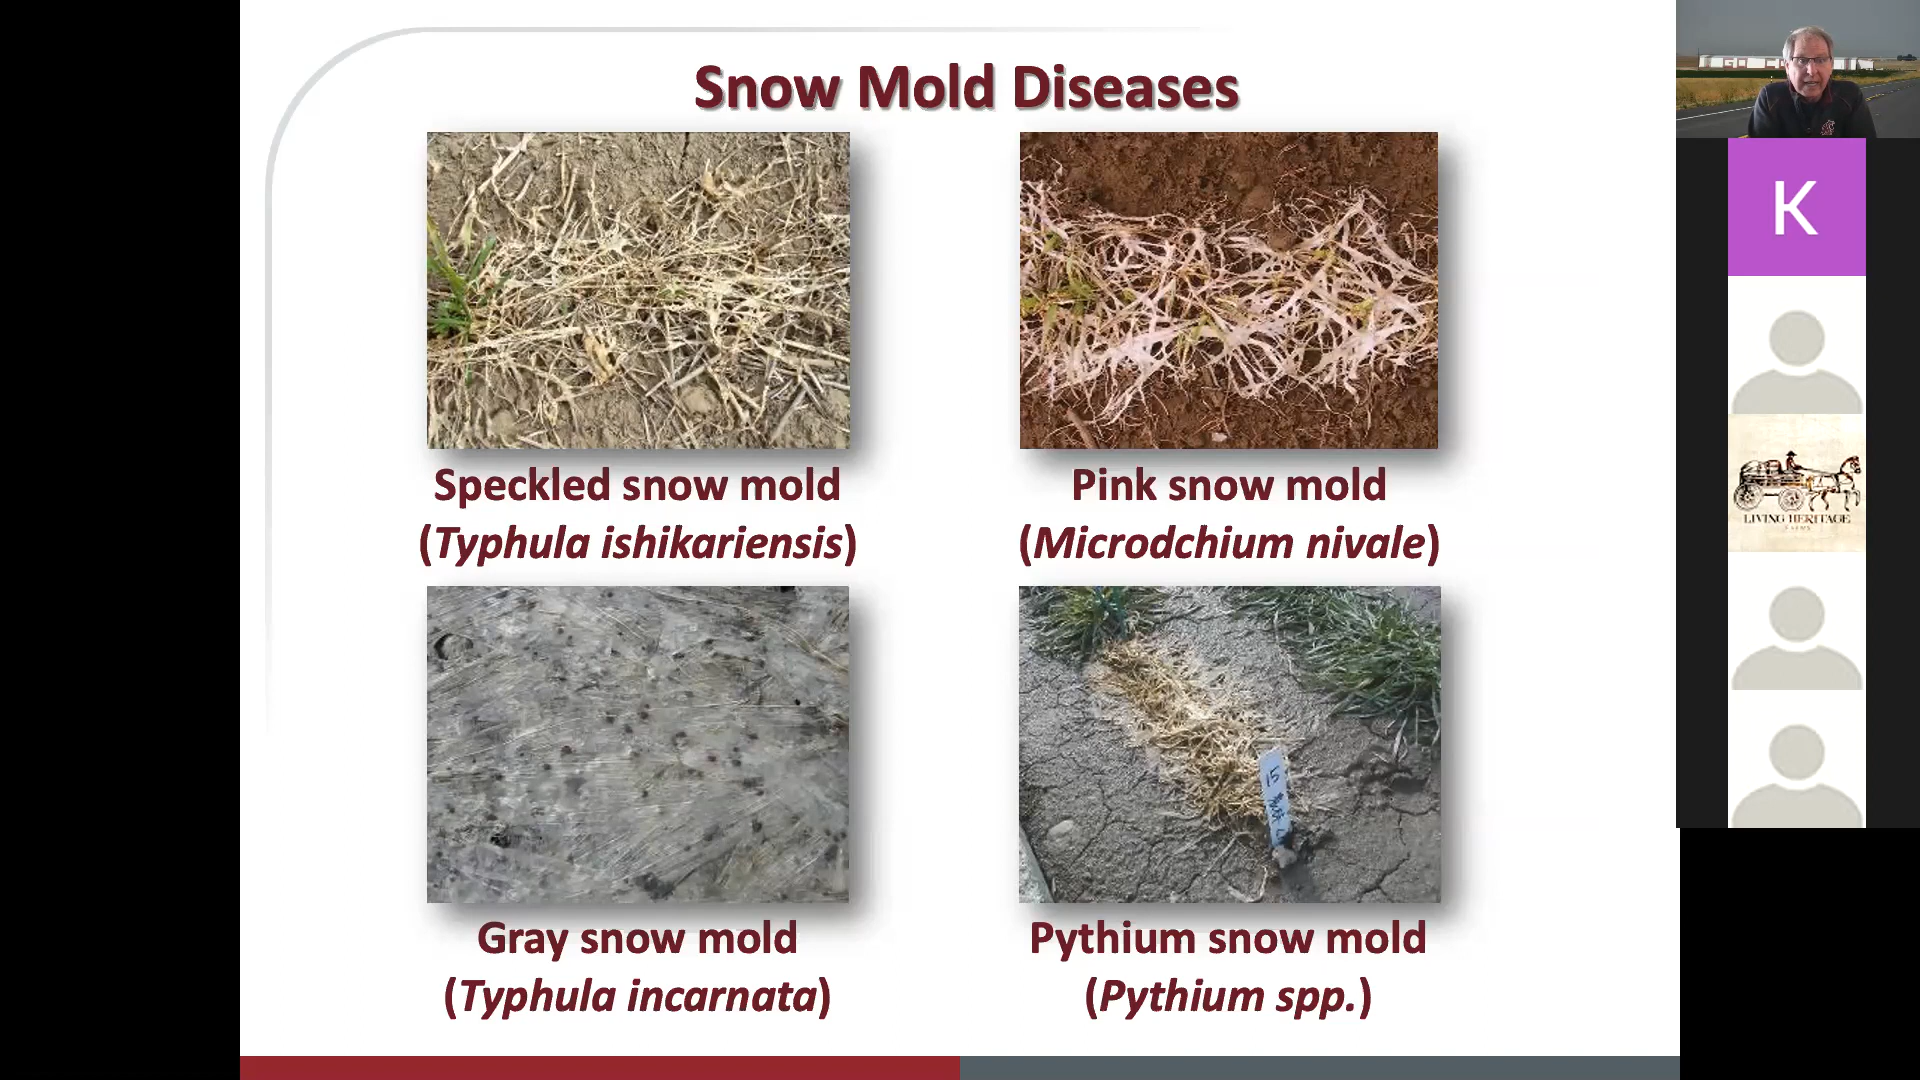 Snow Mold Diseases
Speckled snow mold
(Typhula ishikariensis)
Pink snow mold
(Microdchium nivale)
Gray snow mold
(Typhula incarnata)
Pythium snow mold
(Pythium spp.)
K
LIVING HERITAGE